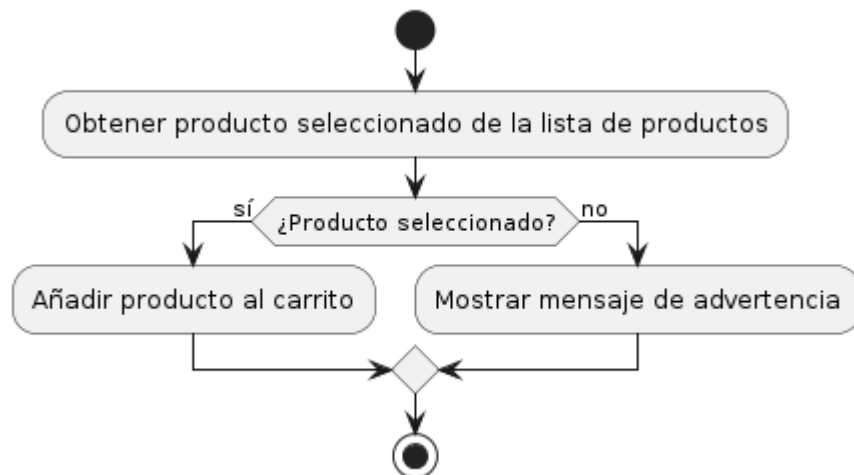 Obtener producto seleccionado de la lista de productos
sí
¿Producto seleccionado?
no
Añadir producto al carrito
Mostrar mensaje de advertencia